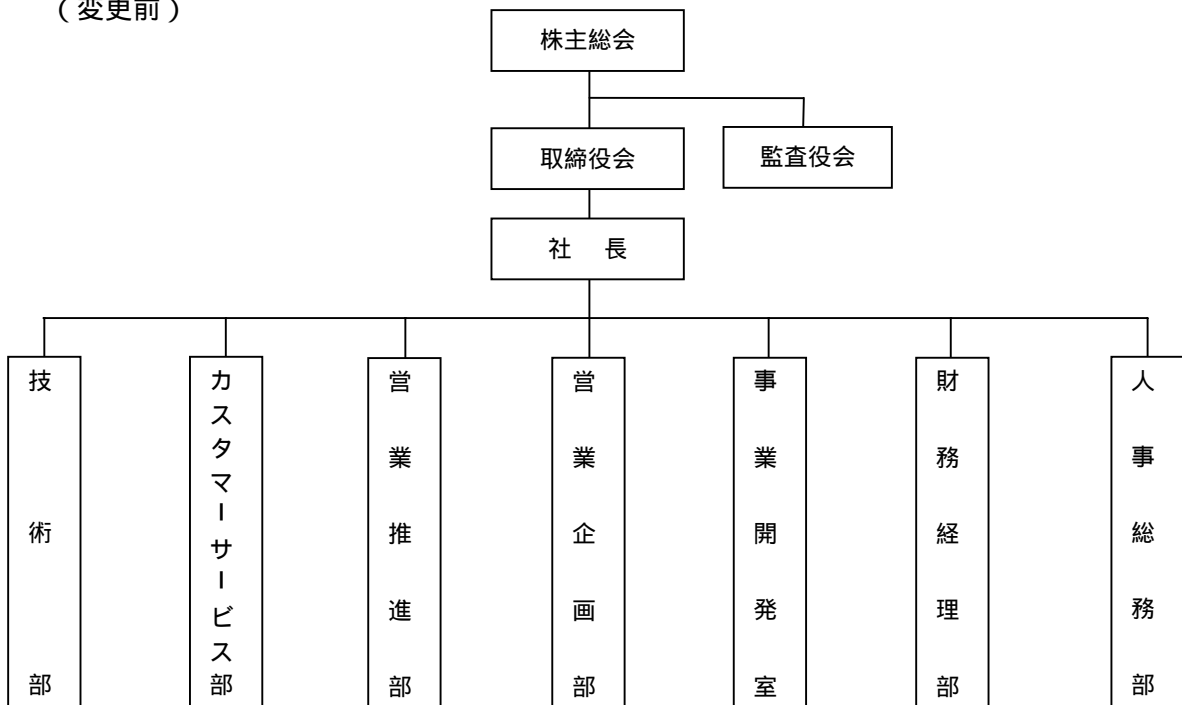 （変更前）
株主総会
取締役会
監査役会
社　長
技術部
カスタマーサービス部
営業推進部
営業企画部
事業開発室
財務経理部
人事総務部